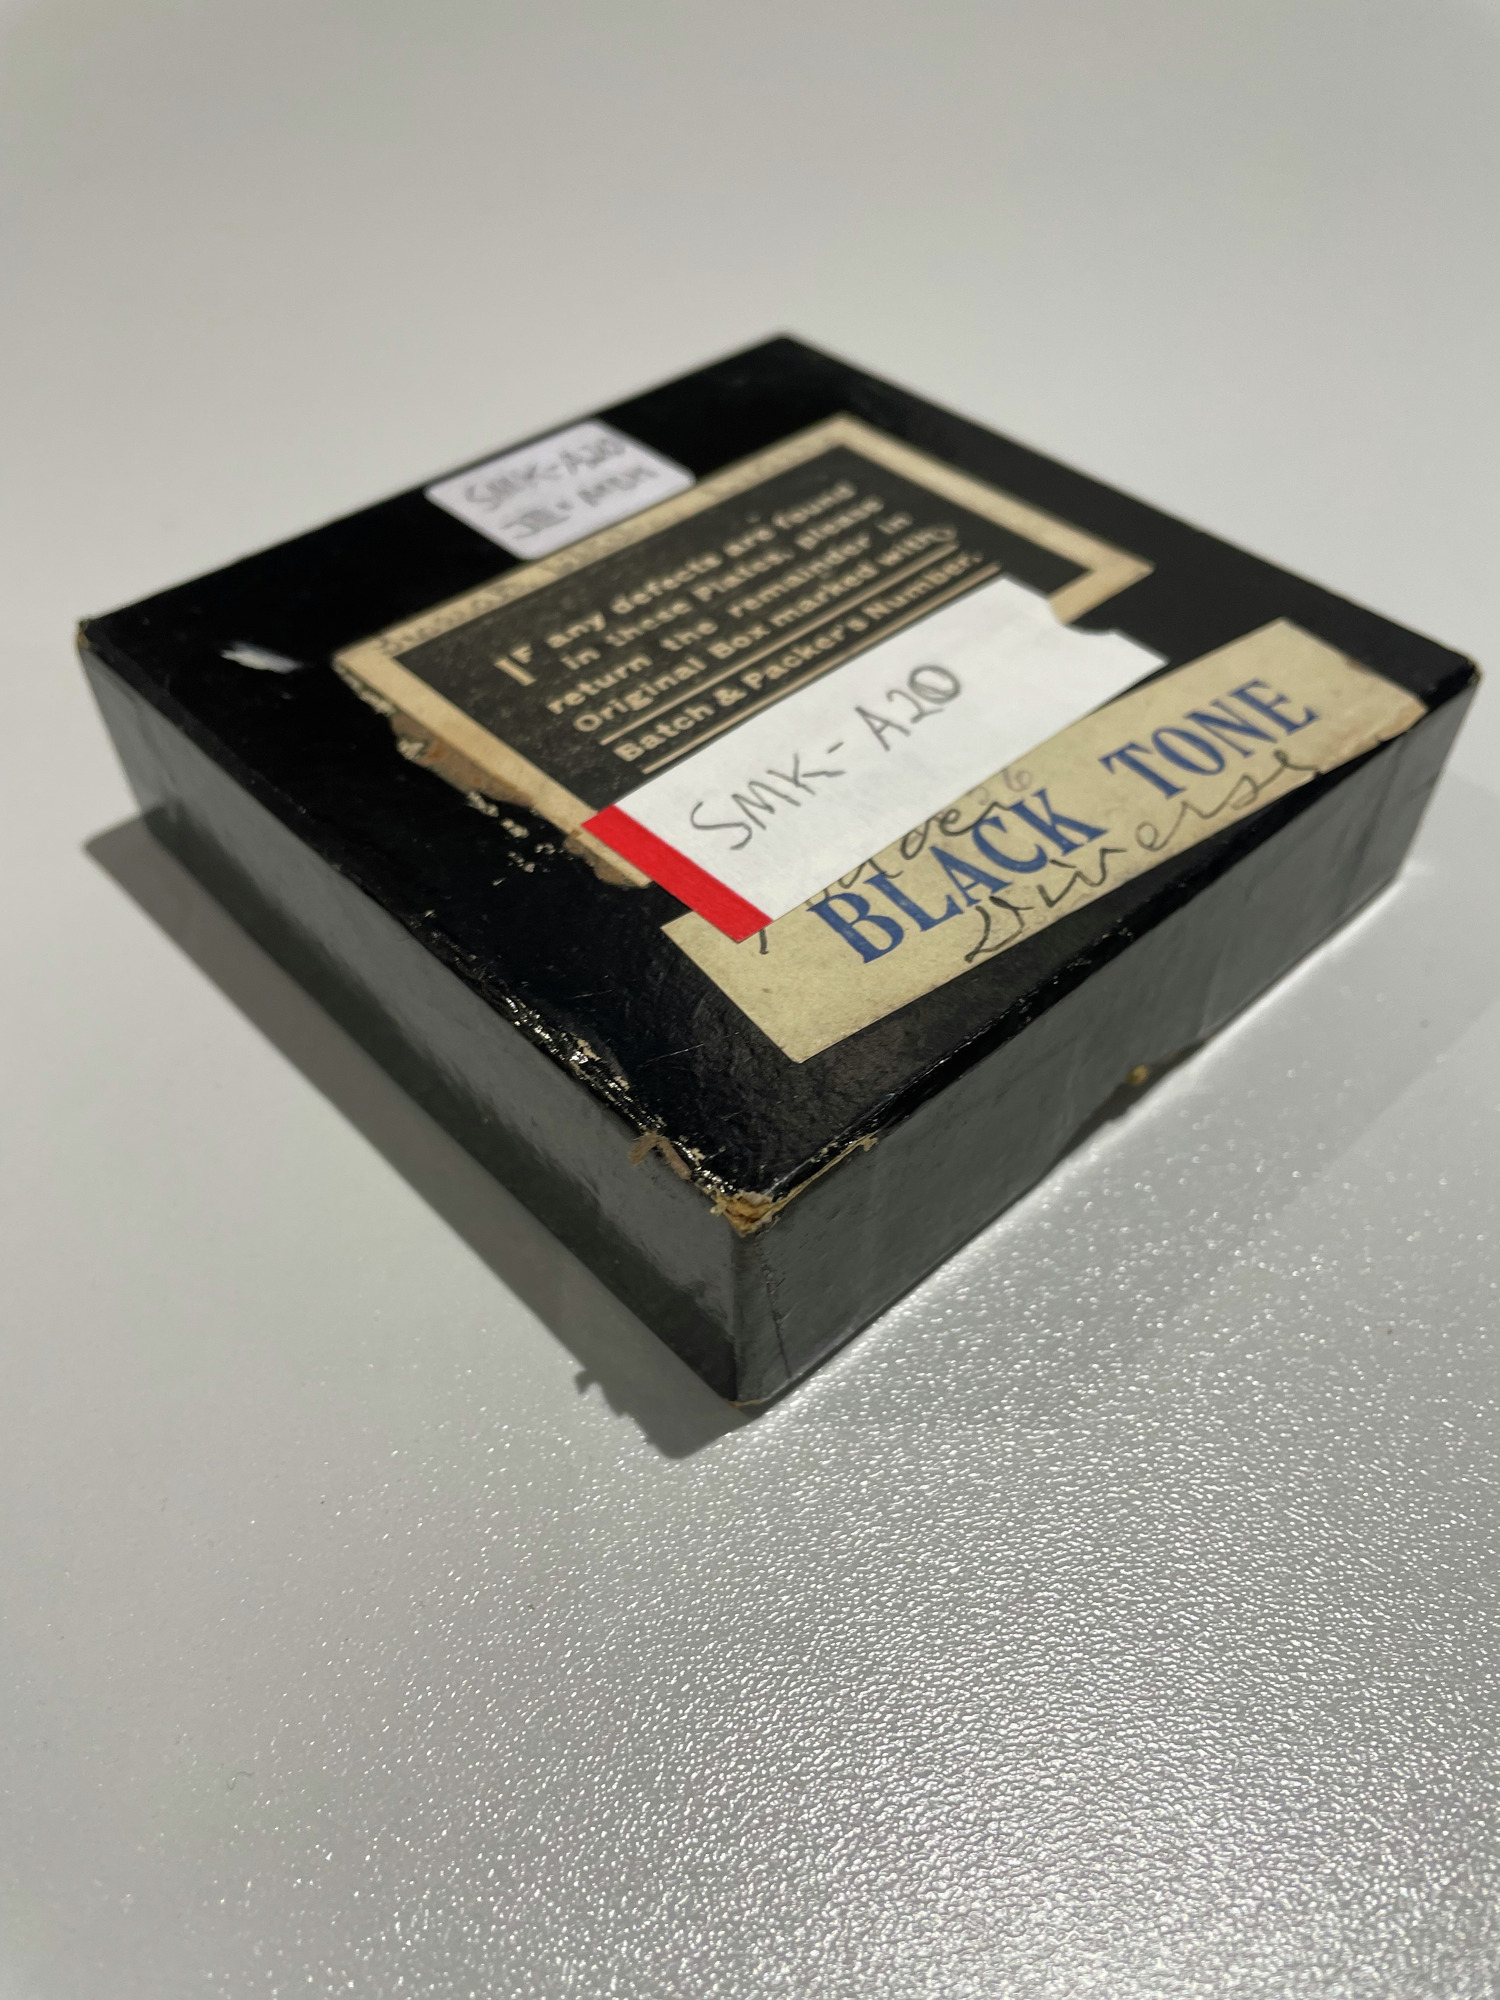 SMK-A20
IF any defects are found
in these Plates, please
return the remainder in
Original Box marked with
Batch & Packer's Number.
SMK-A20
BLACK TONE